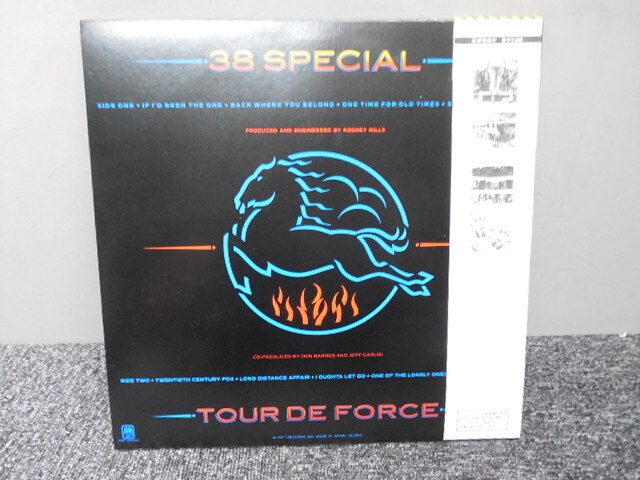 38 SPECIAL
SIDE ONE • IF I'D BEEN THE ONE • BACK WHERE YOU BELONG • ONE TIME FOR OLD TIMES • S
PRODUCED AND ENGINEERED BY RODNEY MILLS
CO-PRODUCED BY DON BARNES AND JEFF CARLISI
SIDE TWO • TWENTIETH CENTURY FOX • LONG DISTANCE AFFAIR • I OUGHTA LET GO • ONE OF THE LONELY ONES
TOUR DE FORCE
A&M